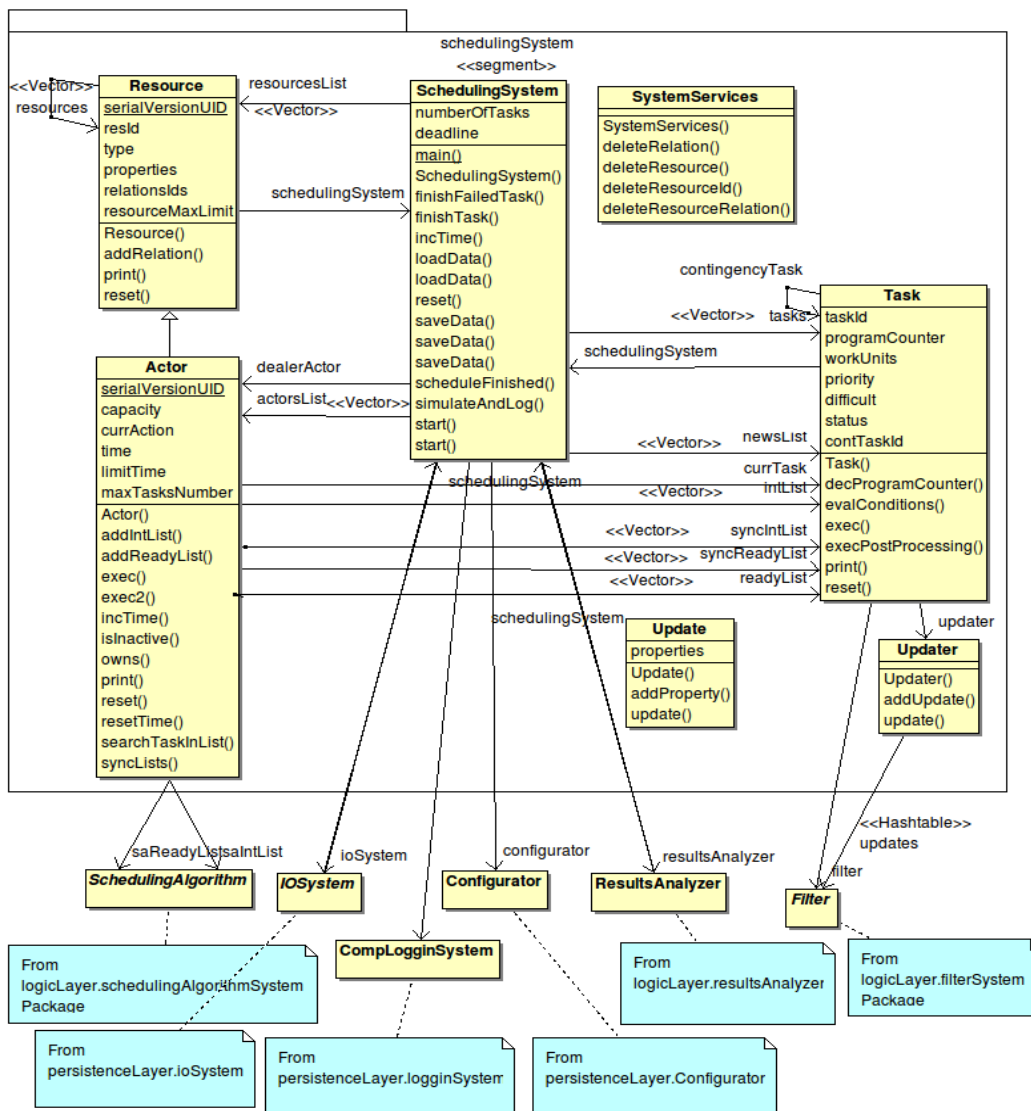 schedulingSystem
<<segment>>
<<Vector>>
resources
Resource
serialVersionUID
resId
type
properties
relationsIds
resourceMaxLimit
Resource()
addRelation()
print()
reset()
resourcesList
<<Vector>>
schedulingSystem
SchedulingSystem
numberOfTasks
deadline
main()
SchedulingSystem()
finishFailedTask()
finishTask()
incTime()
loadData()
loadData()
reset()
saveData()
saveData()
saveData()
scheduleFinished()
simulateAndLog()
start()
start()
SystemServices
SystemServices()
deleteRelation()
deleteResource()
deleteResourceId()
deleteResourceRelation()
contingencyTask
<<Vector>>
tasks
schedulingSystem
Task
taskId
programCounter
workUnits
priority
difficult
status
contTaskId
Task()
decProgramCounter()
evalConditions()
exec()
execPostProcessing()
print()
reset()
dealerActor
actorsList
<<Vector>>
Actor
serialVersionUID
capacity
currAction
time
limitTime
maxTasksNumber
Actor()
addIntList()
addReadyList()
exec()
exec2()
incTime()
isInactive()
owns()
print()
reset()
resetTime()
searchTaskInList()
syncLists()
<<Vector>>
newsList
schedulingSystem
currTask
<<Vector>>
intList
<<Vector>>
syncIntList
<<Vector>>
syncReadyList
<<Vector>>
readyList
schedulingSystem
Update
properties
Update()
addProperty()
update()
updater
Updater
Updater()
addUpdate()
update()
<<Hashtable>>
updates
filter
saReadyList
saIntList
ioSystem
configurator
resultsAnalyzer
SchedulingAlgorithm
IOSystem
Configurator
ResultsAnalyzer
Filter
CompLogginSystem
From
logicLayer.schedulingAlgorithmSystem
Package
From
logicLayer.resultsAnalyzer
From
logicLayer.filterSystem
Package
From
persistenceLayer.ioSystem
From
persistenceLayer.logginSystem
From
persistenceLayer.Configurator